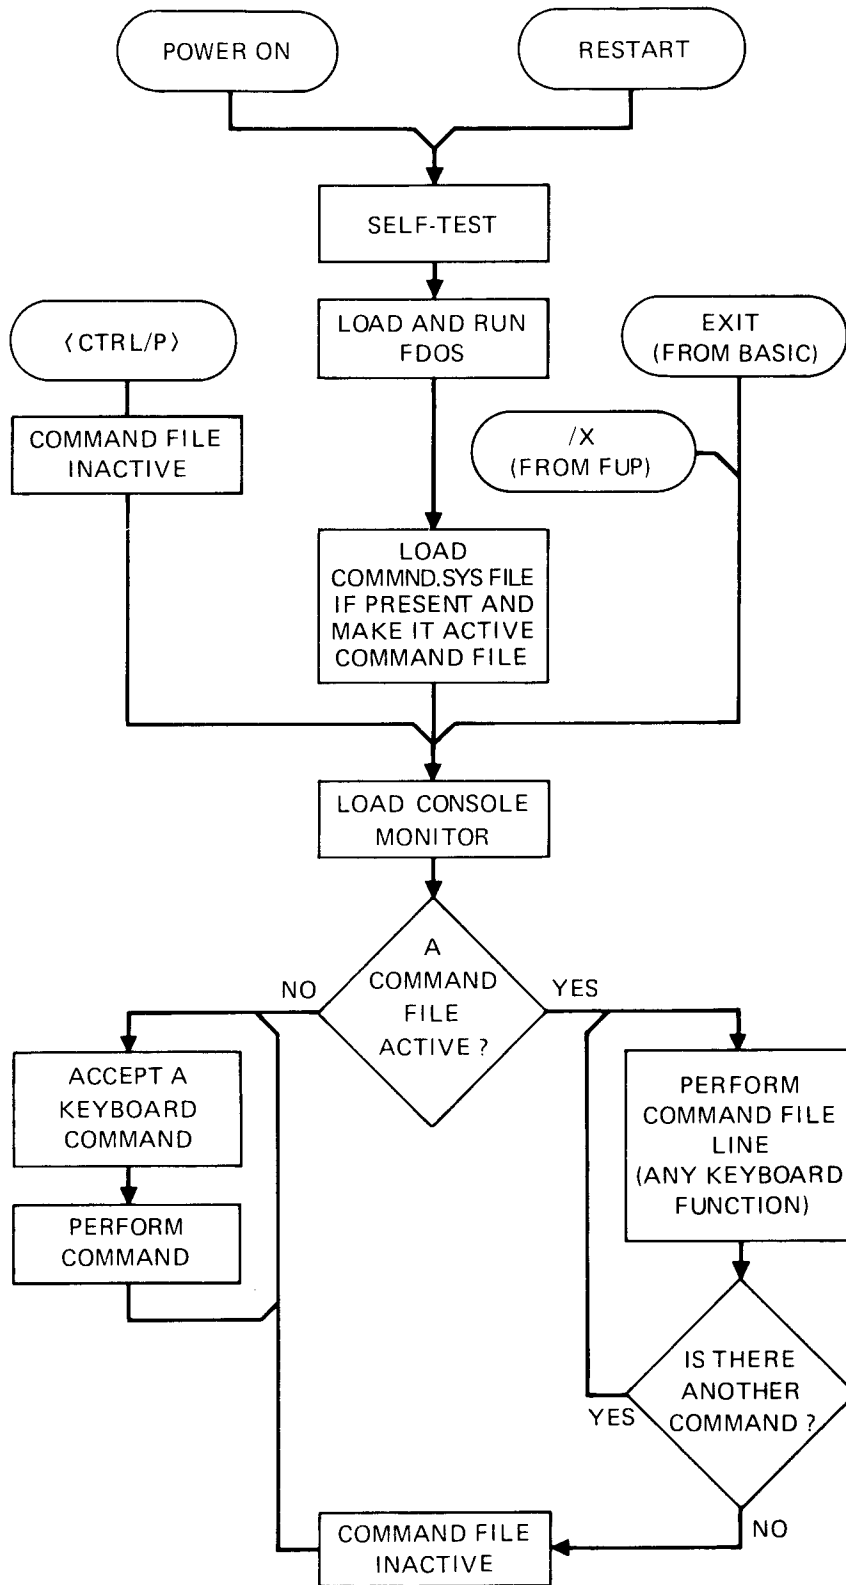 POWER ON
RESTART
SELF-TEST
LOAD AND RUN
FDOS
<CTRL/P>
EXIT
(FROM BASIC)
COMMAND FILE
INACTIVE
/X
(FROM FUP)
LOAD
COMMND.SYS FILE
IF PRESENT AND
MAKE IT ACTIVE
COMMAND FILE
LOAD CONSOLE
MONITOR
A
COMMAND
FILE
ACTIVE ?
NO
YES
ACCEPT A
KEYBOARD
COMMAND
PERFORM
COMMAND
PERFORM
COMMAND FILE
LINE
(ANY KEYBOARD
FUNCTION)
IS THERE
ANOTHER
COMMAND ?
YES
NO
COMMAND FILE
INACTIVE